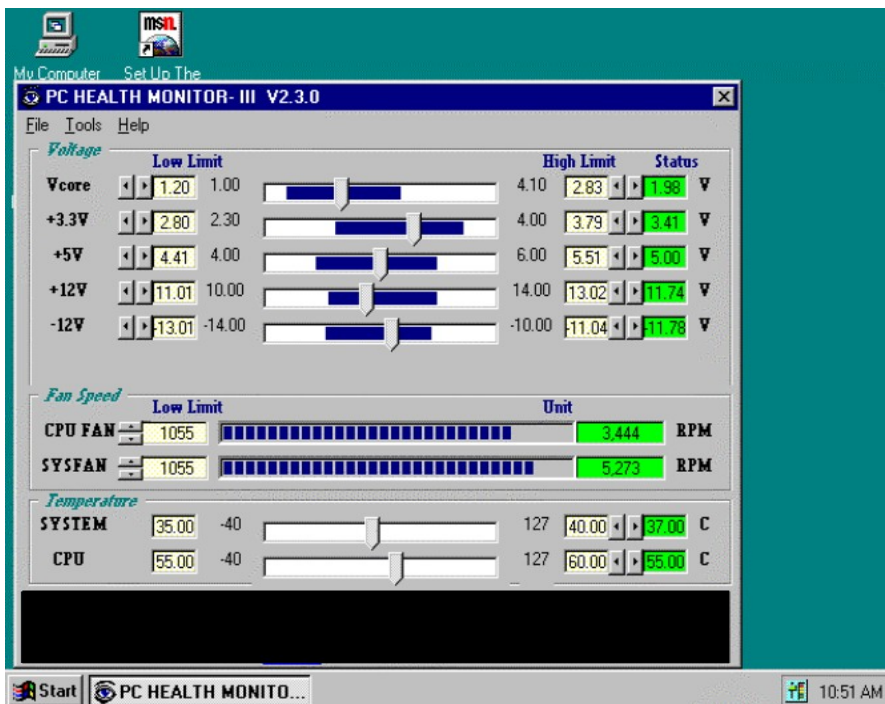 msn.
My Computer Set Up The
PC HEALTH MONITOR- III V2.3.0
File Tools Help
Voltage
Low Limit High Limit Status
Vcore 1.20 1.00 4.10 2.83 1.98 V
+3.3V 2.80 2.30 4.00 3.79 3.41 V
+5V 4.41 4.00 6.00 5.51 5.00 V
+12V 11.01 10.00 14.00 13.02 11.74 V
-12V -13.01 -14.00 -10.00 -11.04 -11.78 V
Fan Speed
Low Limit Unit
CPU FAN 1055 3,444 RPM
SYSFAN 1055 5,273 RPM
Temperature
SYSTEM 35.00 -40 127 40.00 37.00 C
CPU 55.00 -40 127 60.00 55.00 C
Start PC HEALTH MONITO... 10:51 AM